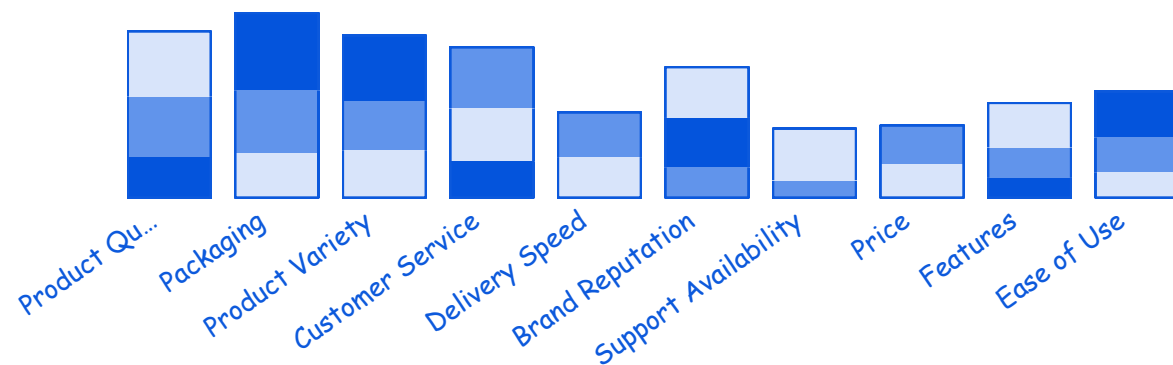 Product Qu...
Packaging
Product Variety
Customer Service
Delivery Speed
Brand Reputation
Support Availability
Price
Features
Ease of Use